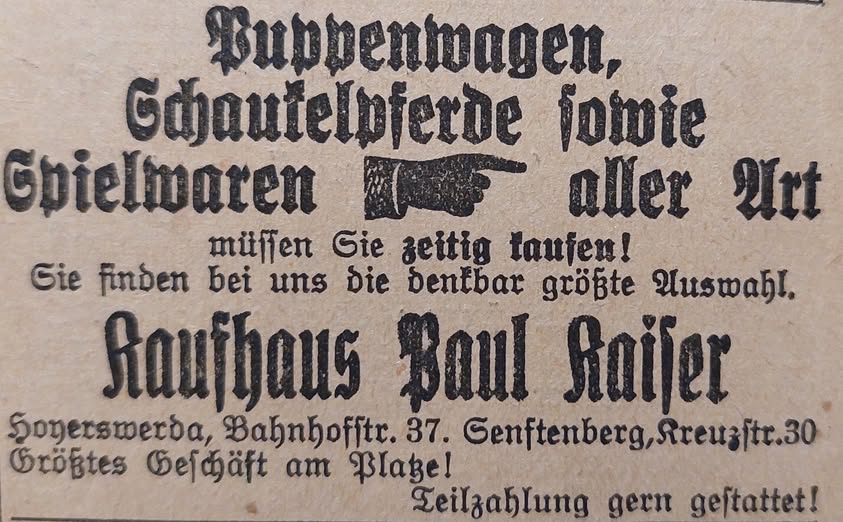 Puppenwagen,
Schaukelpferde sowie
Spielwaren aller Art
müssen Sie zeitig kaufen!
Sie finden bei uns die denkbar größte Auswahl.
Kaufhaus Paul Kaiser
Hoyerswerda, Bahnhofstr. 37. Senftenberg, Kreuzstr. 30
Größtes Geschäft am Platze!
Teilzahlung gern gestattet!